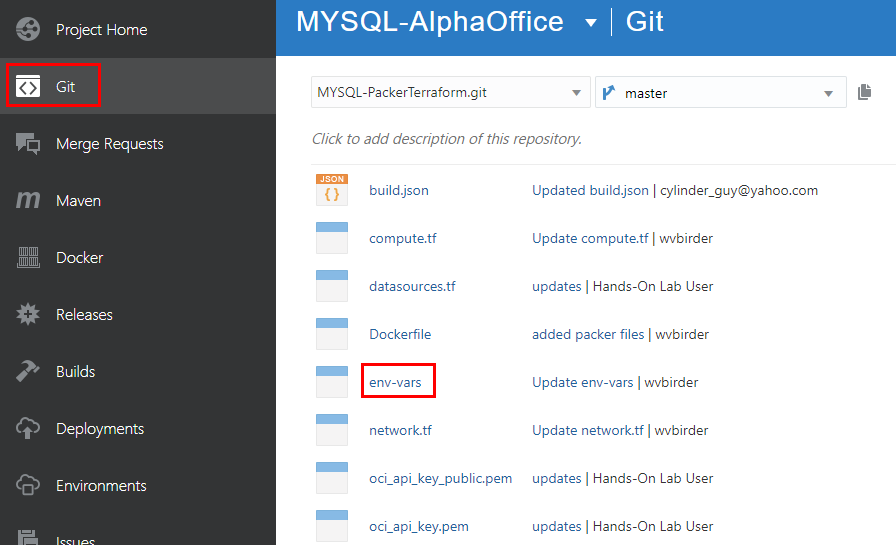 Project Home
Git
Merge Requests
m Maven
Docker
Releases
Builds
Deployments
Environments
Issues
MYSQL-AlphaOffice Git
MYSQL-PackerTerraform.git master
Click to add description of this repository.
JSON
{ } build.json Updated build.json | cylinder_guy@yahoo.com
compute.tf Update compute.tf | wvbirder
datasources.tf updates | Hands-On Lab User
Dockerfile added packer files | wvbirder
env-vars Update env-vars | wvbirder
network.tf Update network.tf | wvbirder
oci_api_key_public.pem updates | Hands-On Lab User
oci_api_key.pem updates | Hands-On Lab User